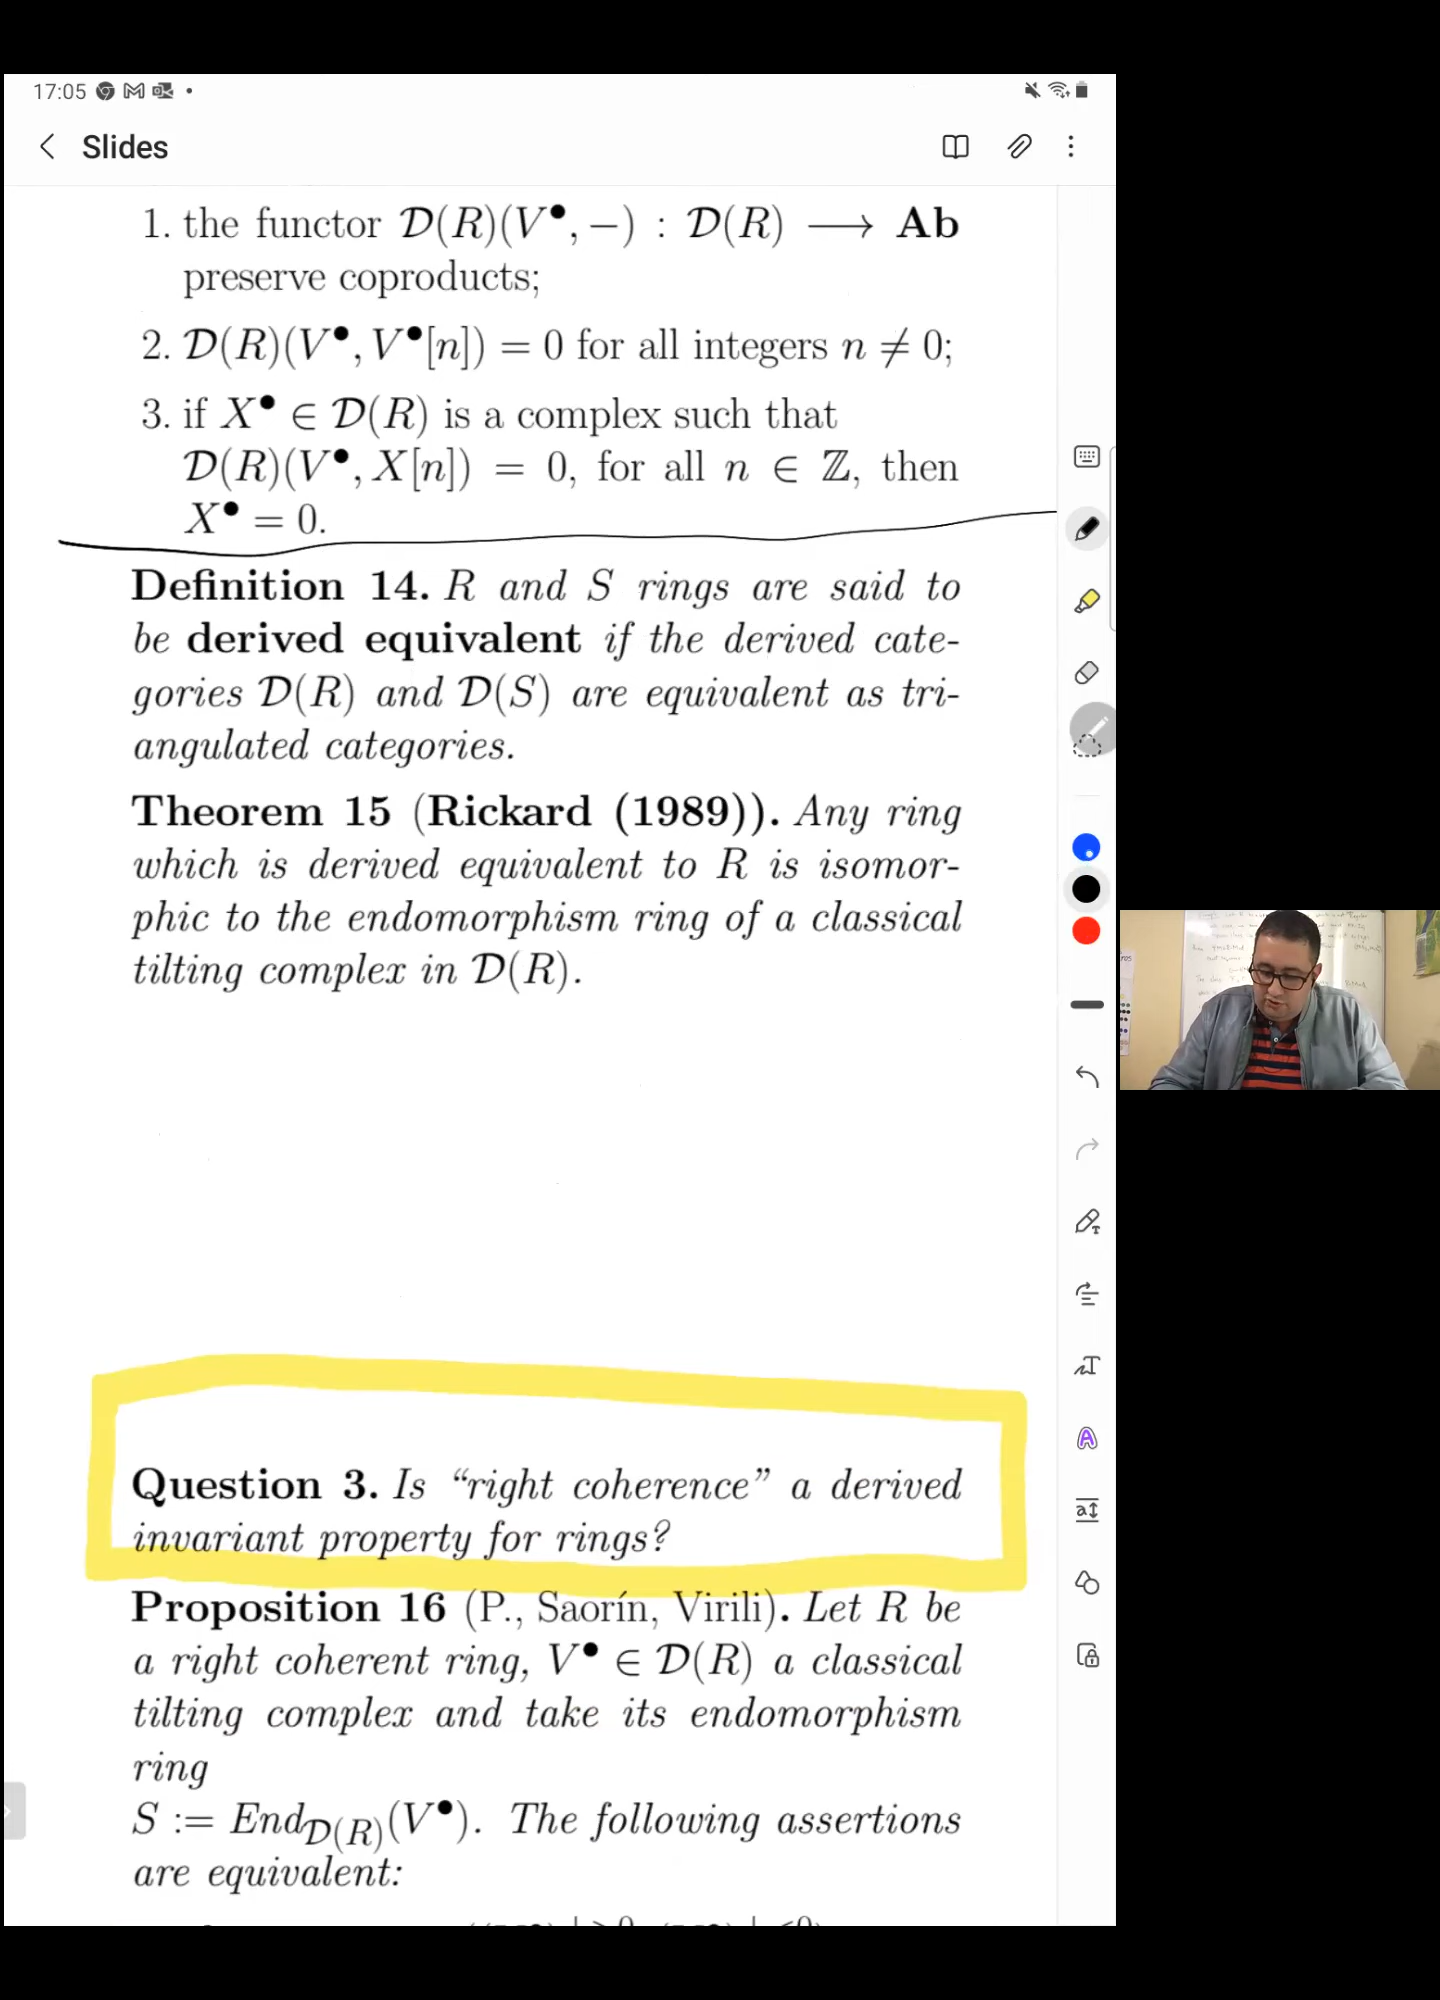 17:05
Slides
1. the functor 𝒟(R)(V•, −) : 𝒟(R) ⟶ Ab
preserve coproducts;
2. 𝒟(R)(V•, V•[n]) = 0 for all integers n ≠ 0;
3. if X• ∈ 𝒟(R) is a complex such that
𝒟(R)(V•, X[n]) = 0, for all n ∈ ℤ, then
X• = 0.
Definition 14. R and S rings are said to
be derived equivalent if the derived cate-
gories 𝒟(R) and 𝒟(S) are equivalent as tri-
angulated categories.
Theorem 15 (Rickard (1989)). Any ring
which is derived equivalent to R is isomor-
phic to the endomorphism ring of a classical
tilting complex in 𝒟(R).
Question 3. Is “right coherence” a derived
invariant property for rings?
Proposition 16 (P., Saorín, Virili). Let R be
a right coherent ring, V• ∈ 𝒟(R) a classical
tilting complex and take its endomorphism
ring
S := End𝒟(R)(V•). The following assertions
are equivalent: